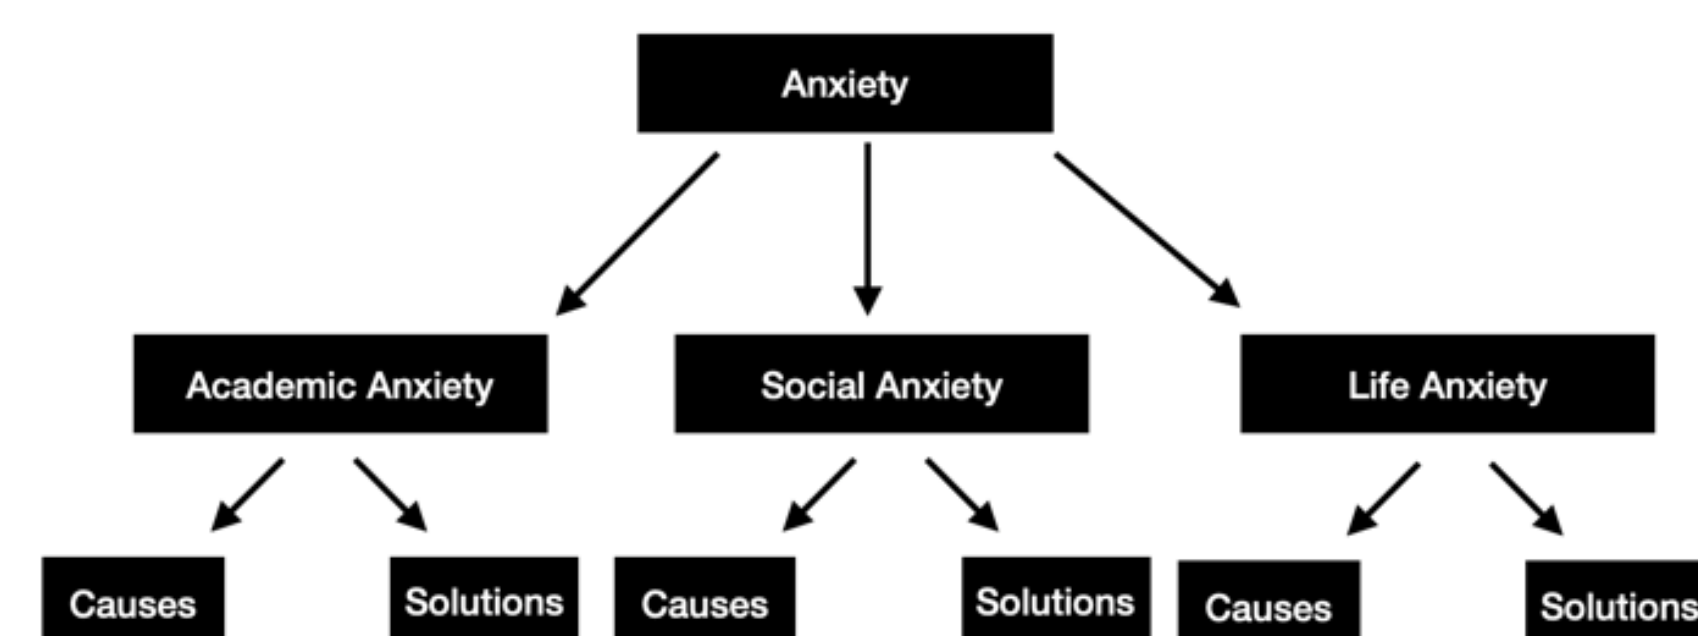 Anxiety
Academic Anxiety
Social Anxiety
Life Anxiety
Causes
Solutions
Causes
Solutions
Causes
Solutions